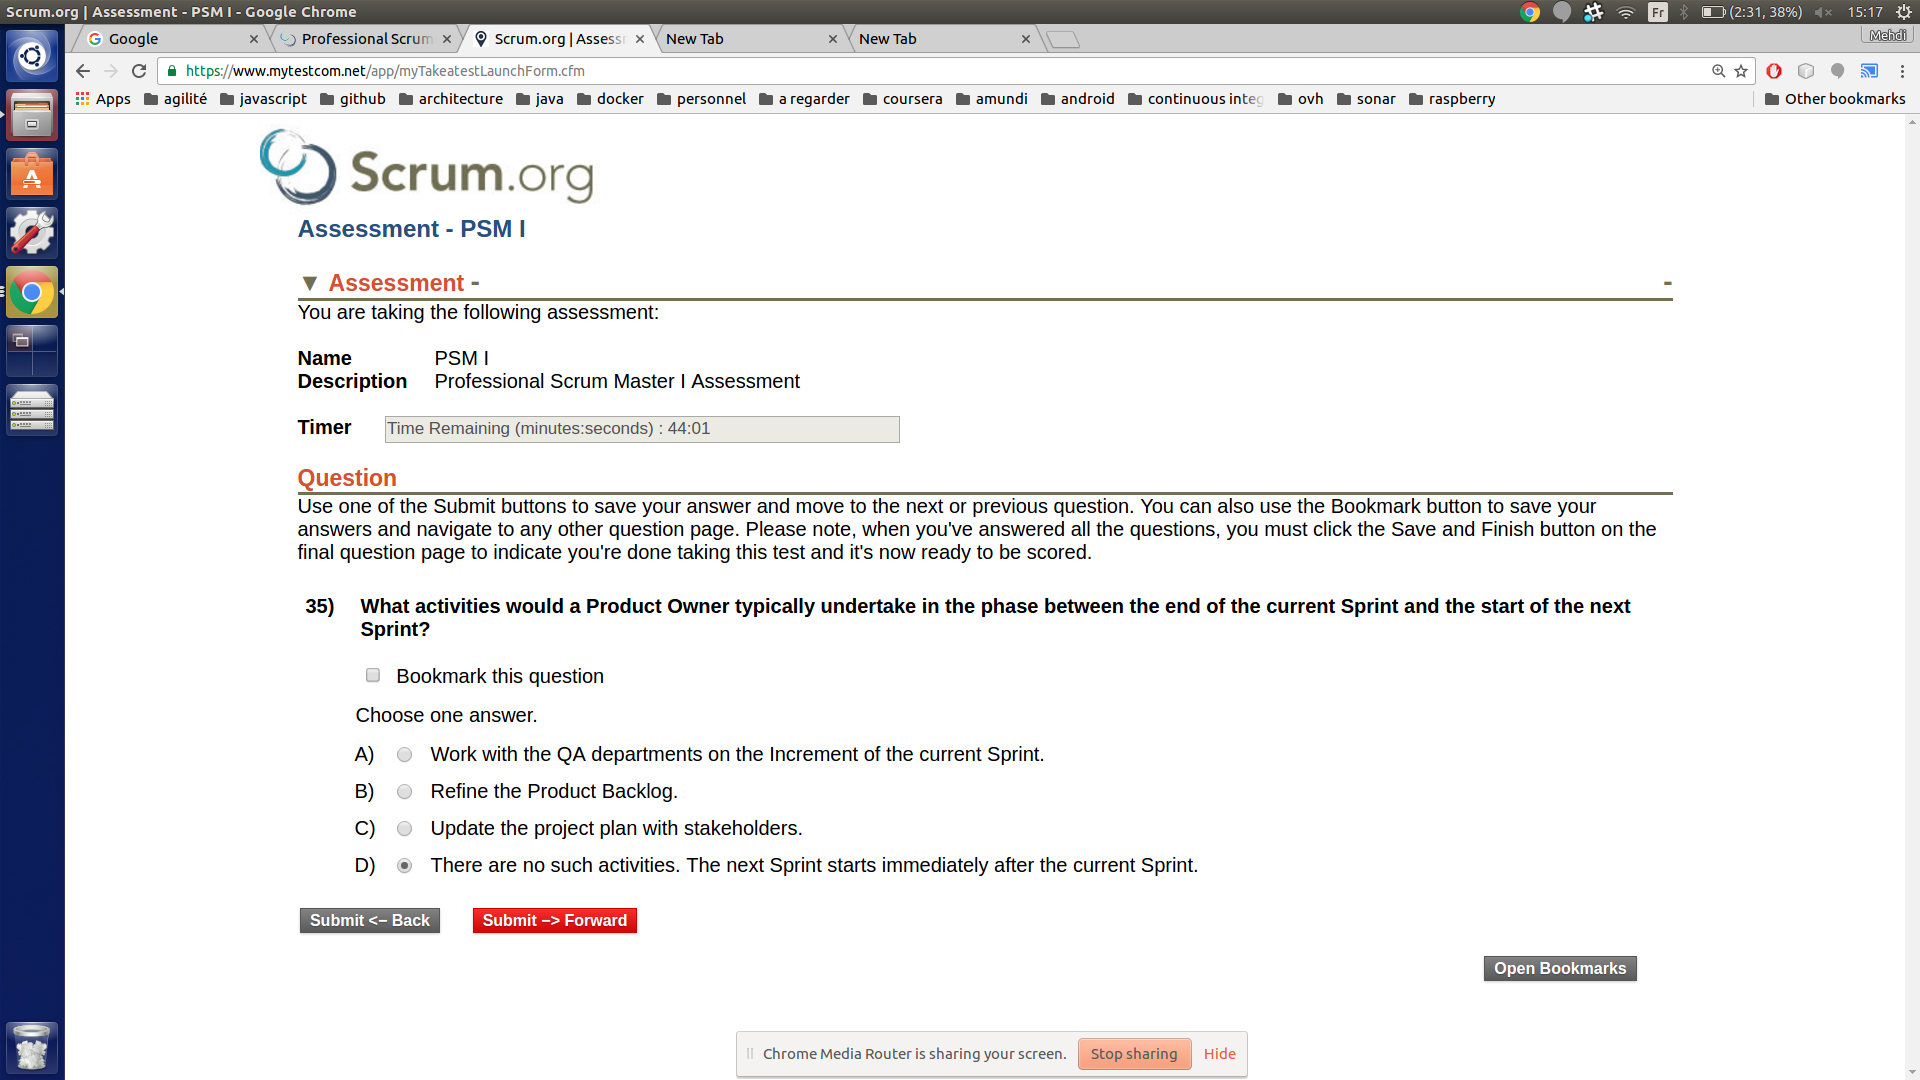 Scrum.org | Assessment - PSM I - Google Chrome
Fr
(2:31, 38%)
15:17
Google
Professional Scrum
Scrum.org | Assess
New Tab
New Tab
Mehdi
https://www.mytestcom.net/app/myTakeatestLaunchForm.cfm
Apps agilité javascript github architecture java docker personnel a regarder coursera amundi android continuous integ ovh sonar raspberry Other bookmarks
Scrum.org
Assessment - PSM I
▼ Assessment - -
You are taking the following assessment:
Name PSM I
Description Professional Scrum Master I Assessment
Timer Time Remaining (minutes:seconds) : 44:01
Question
Use one of the Submit buttons to save your answer and move to the next or previous question. You can also use the Bookmark button to save your
answers and navigate to any other question page. Please note, when you've answered all the questions, you must click the Save and Finish button on the
final question page to indicate you're done taking this test and it's now ready to be scored.
35) What activities would a Product Owner typically undertake in the phase between the end of the current Sprint and the start of the next
Sprint?
Bookmark this question
Choose one answer.
A) Work with the QA departments on the Increment of the current Sprint.
B) Refine the Product Backlog.
C) Update the project plan with stakeholders.
D) There are no such activities. The next Sprint starts immediately after the current Sprint.
Submit <– Back Submit –> Forward
Open Bookmarks
Chrome Media Router is sharing your screen. Stop sharing Hide